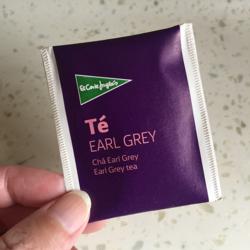 El Corte Inglés
Té
EARL GREY
Chá Earl Grey
Earl Grey tea